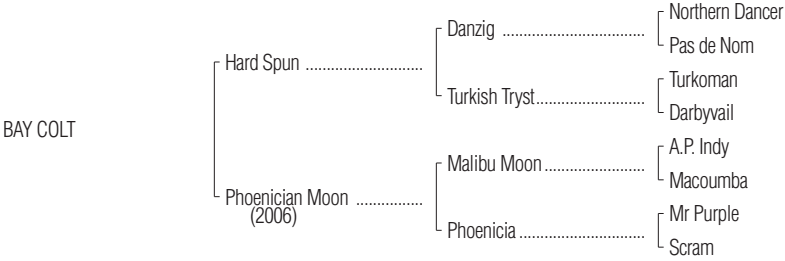 Northern Dancer
Danzig ................................
Pas de Nom
Hard Spun ..........................
Turkoman
Turkish Tryst........................
Darbyvail
BAY COLT
A.P. Indy
Malibu Moon ......................
Macoumba
Phoenician Moon ...............
(2006)
Mr Purple
Phoenicia ............................
Scram